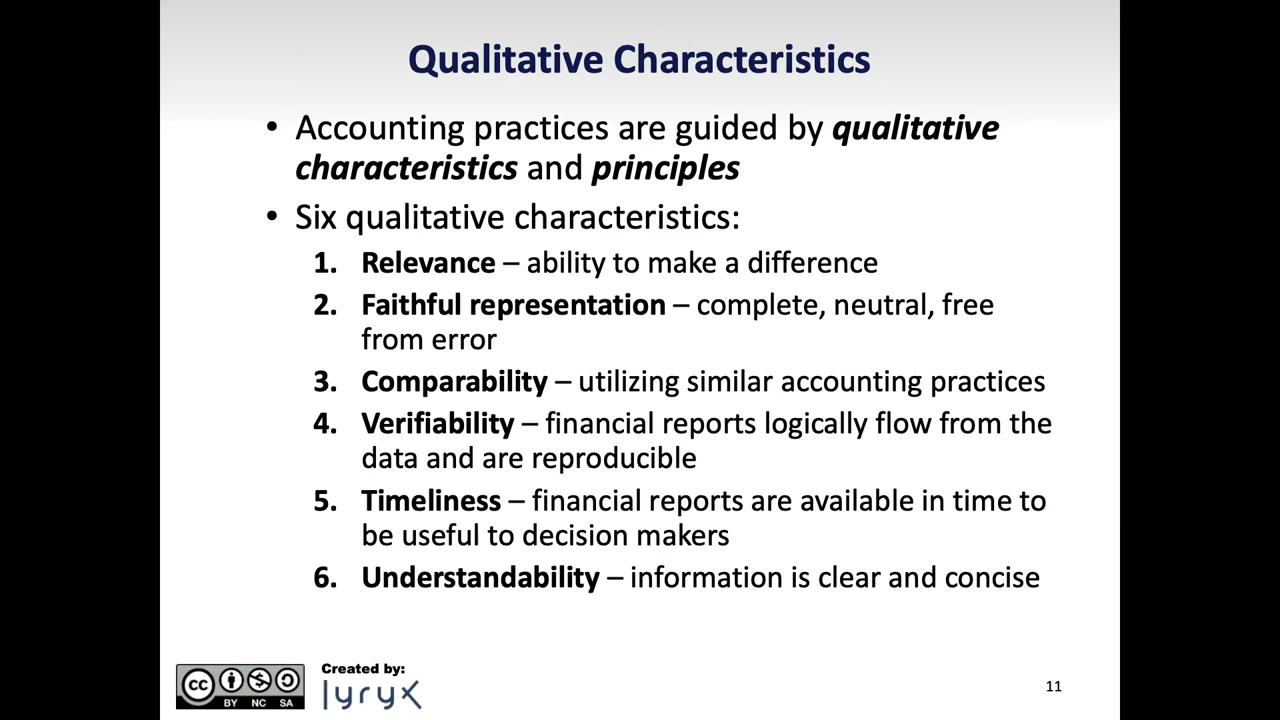 Qualitative Characteristics
• Accounting practices are guided by qualitative
characteristics and principles
• Six qualitative characteristics:
1. Relevance – ability to make a difference
2. Faithful representation – complete, neutral, free
from error
3. Comparability – utilizing similar accounting practices
4. Verifiability – financial reports logically flow from the
data and are reproducible
5. Timeliness – financial reports are available in time to
be useful to decision makers
6. Understandability – information is clear and concise
cc BY NC SA
Created by:
lyryx
11